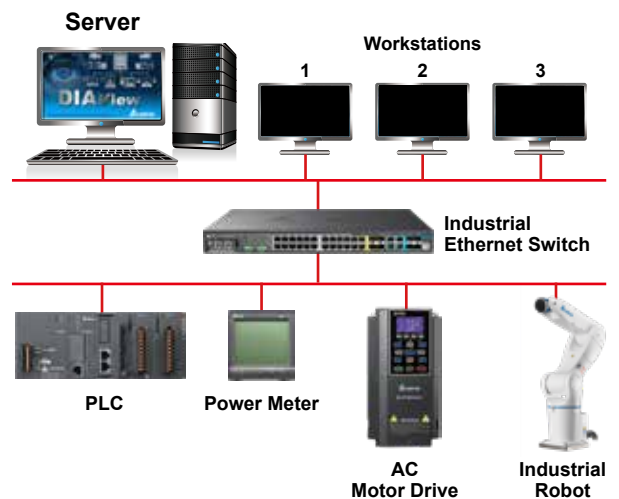 Server
Workstations
1
2
3
DIAView
Industrial
Ethernet Switch
PLC
Power Meter
AC
Motor Drive
Industrial
Robot